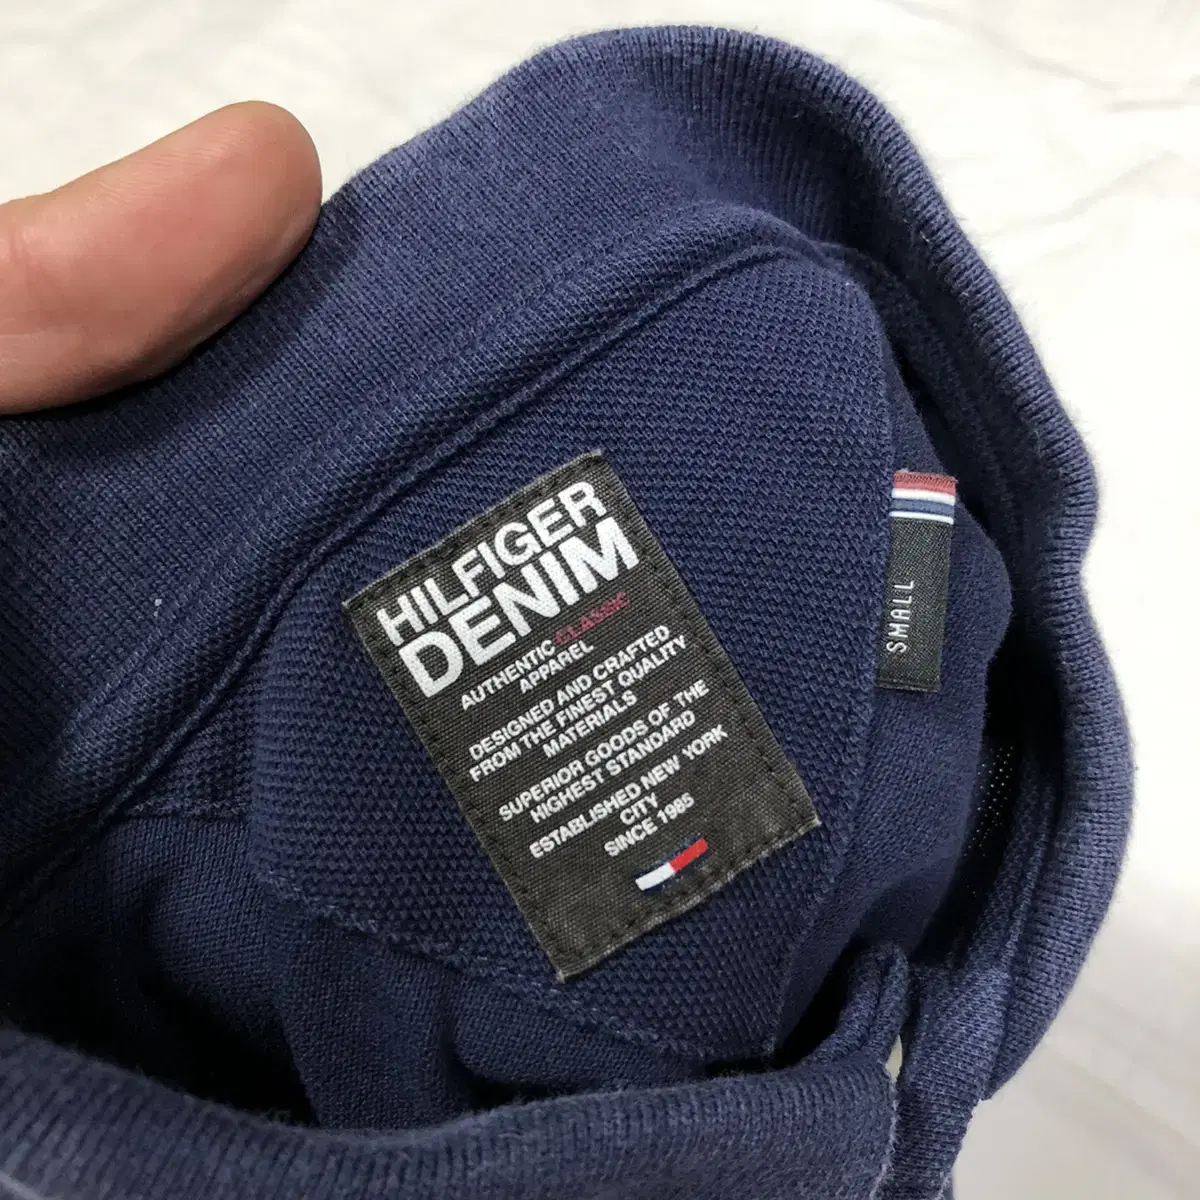 HILFIGER
DENIM
AUTHENTIC CLASSIC
APPAREL
DESIGNED AND CRAFTED
FROM THE FINEST QUALITY
MATERIALS
SUPERIOR GOODS OF THE
HIGHEST STANDARD
ESTABLISHED NEW YORK
CITY
SINCE 1985
SMALL